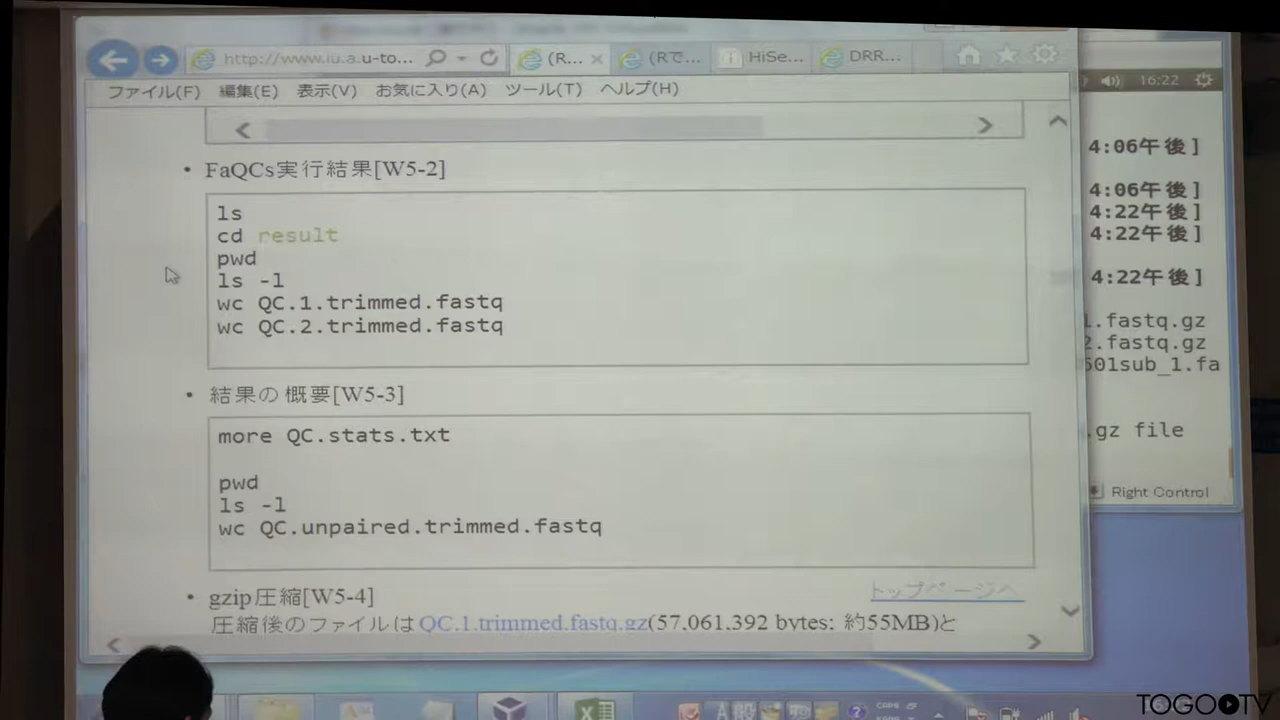 http://www.iu.a.u-to...
(R...
(Rで...
HiSe...
DRR...
ファイル(F) 編集(E) 表示(V) お気に入り(A) ツール(T) ヘルプ(H)
16:22
• FaQCs実行結果[W5-2]
ls
cd result
pwd
ls -l
wc QC.1.trimmed.fastq
wc QC.2.trimmed.fastq
• 結果の概要[W5-3]
more QC.stats.txt
pwd
ls -l
wc QC.unpaired.trimmed.fastq
• gzip圧縮[W5-4]
トップページへ
圧縮後のファイルはQC.1.trimmed.fastq.gz(57,061,392 bytes: 約55MB)と
4:06午後]
4:06午後]
4:22午後]
4:22午後]
4:22午後]
1.fastq.gz
2.fastq.gz
501sub_1.fa
.gz file
Right Control
A 般
CAPS
TOGOTV